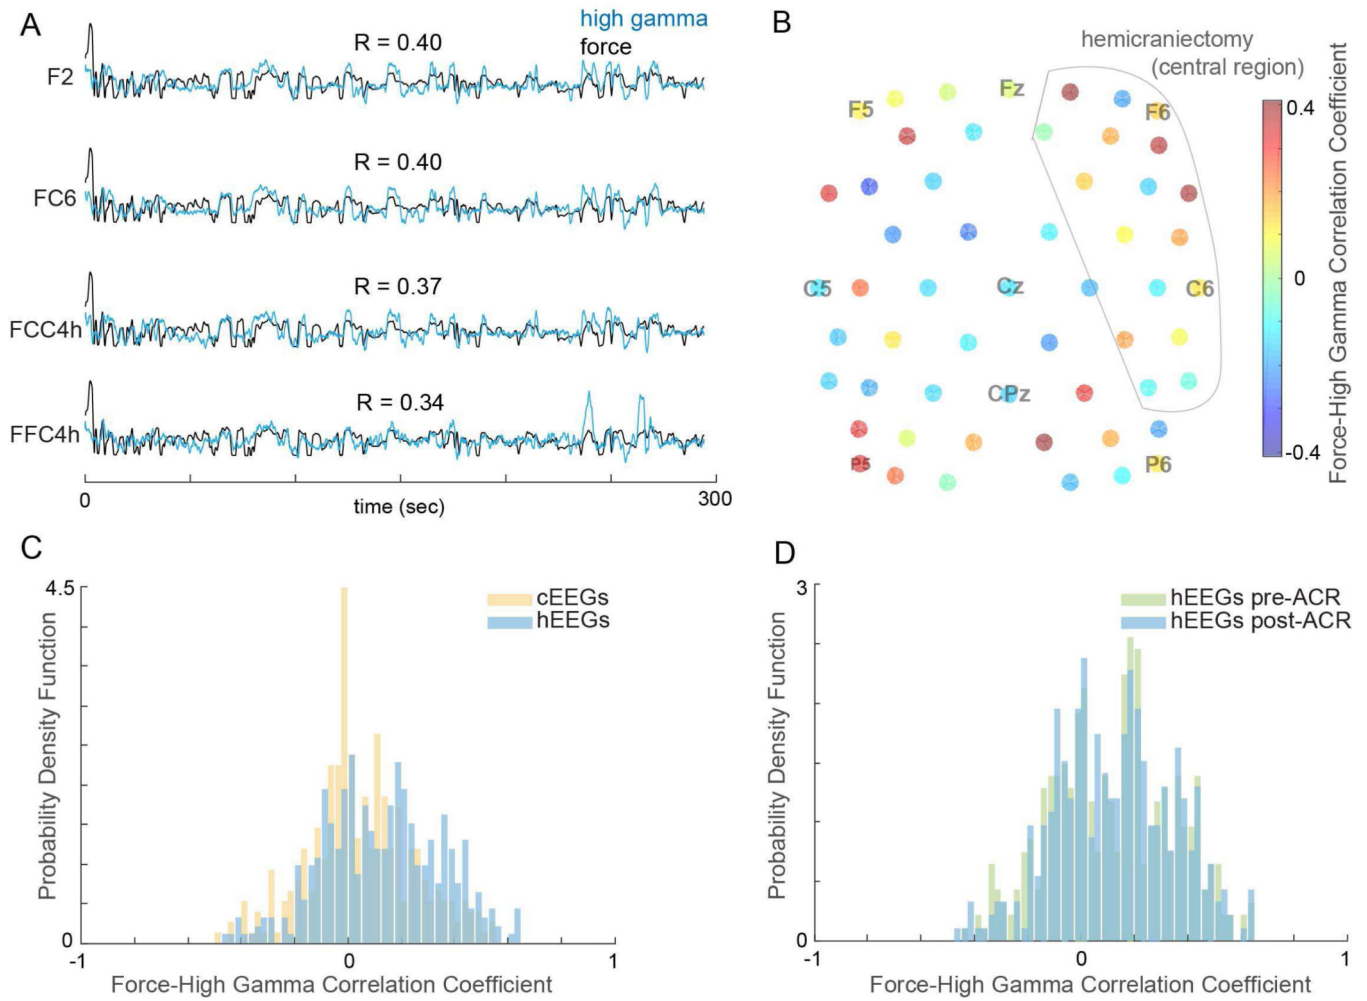 A
high gamma
force
F2
R = 0.40
FC6
R = 0.40
FCC4h
R = 0.37
FFC4h
R = 0.34
0
time (sec)
300
B
hemicraniectomy
(central region)
F5
Fz
F6
C5
Cz
C6
CPz
P5
P6
0.4
0
-0.4
Force-High Gamma Correlation Coefficient
C
4.5
0
Probability Density Function
cEEGs
hEEGs
-1
0
1
Force-High Gamma Correlation Coefficient
D
3
0
Probability Density Function
hEEGs pre-ACR
hEEGs post-ACR
-1
0
1
Force-High Gamma Correlation Coefficient